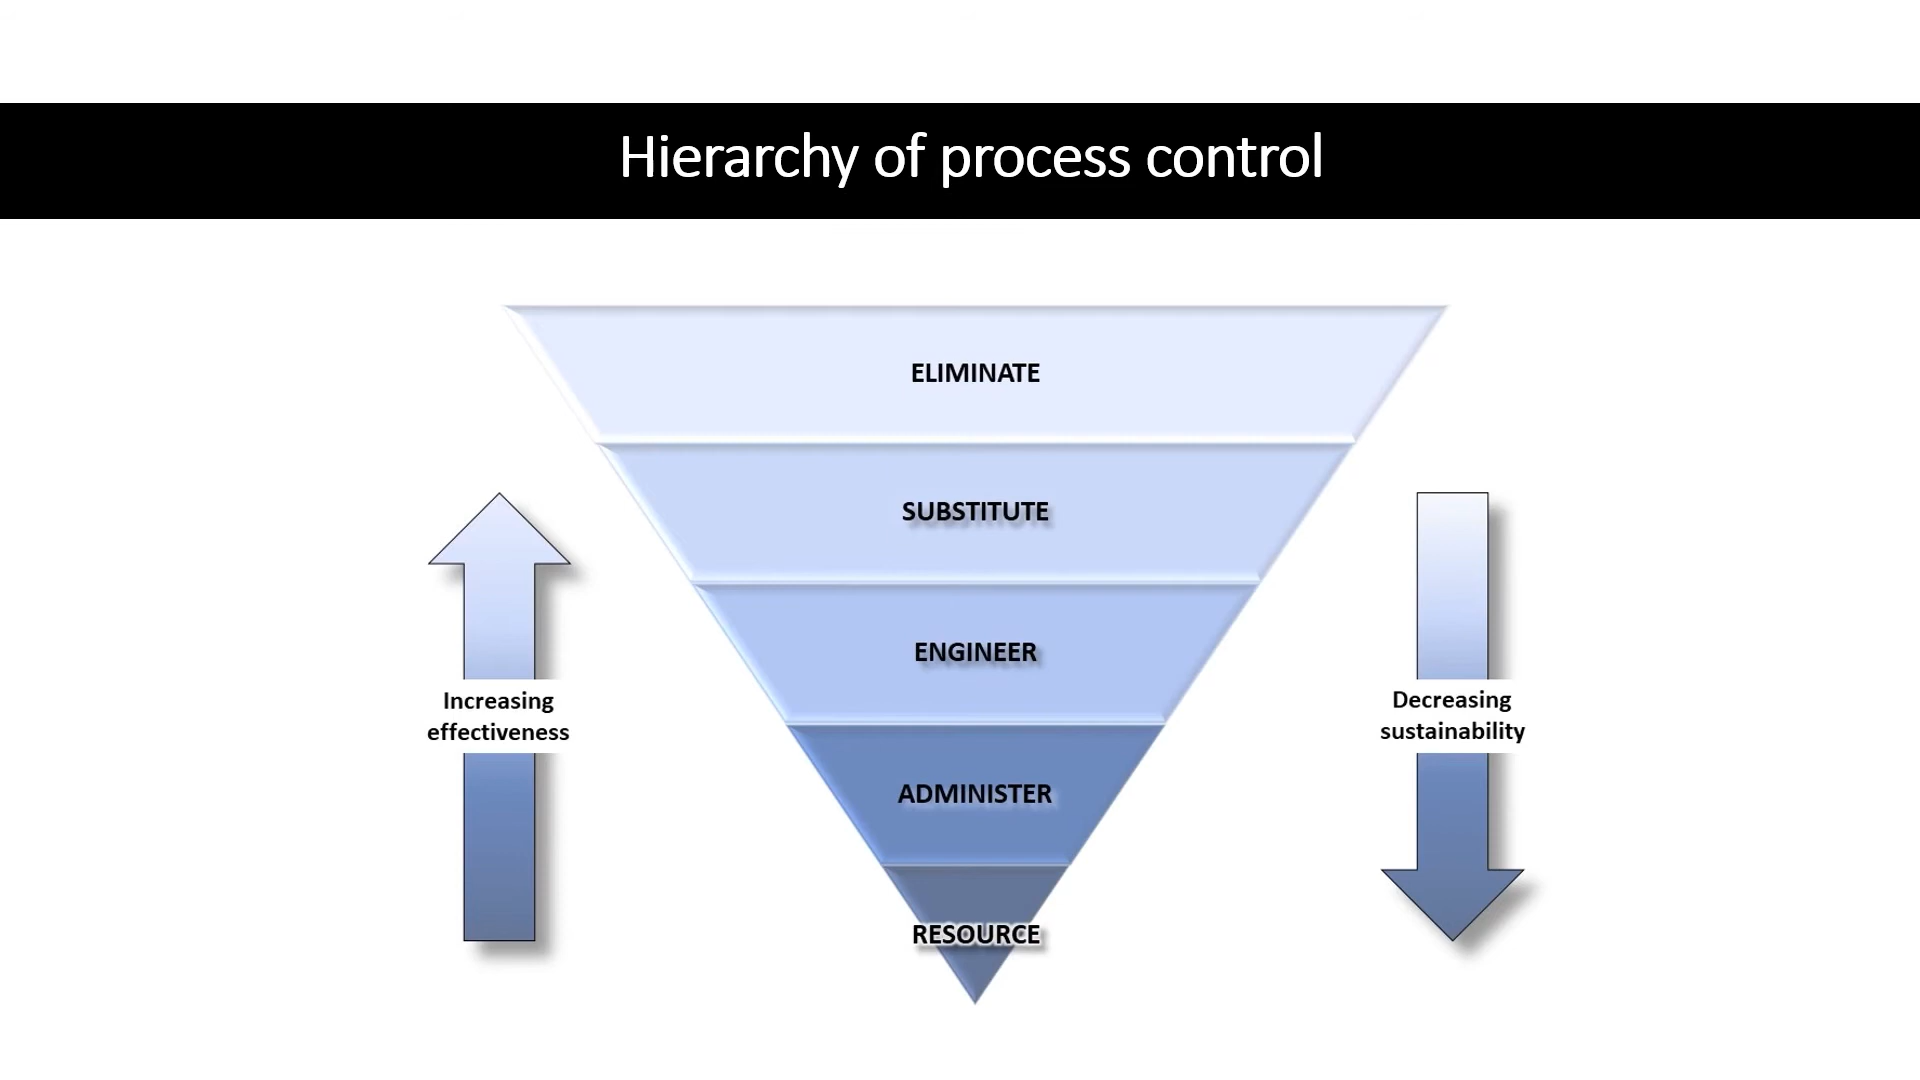 Hierarchy of process control
ELIMINATE
SUBSTITUTE
ENGINEER
Increasing
effectiveness
Decreasing
sustainability
ADMINISTER
RESOURCE